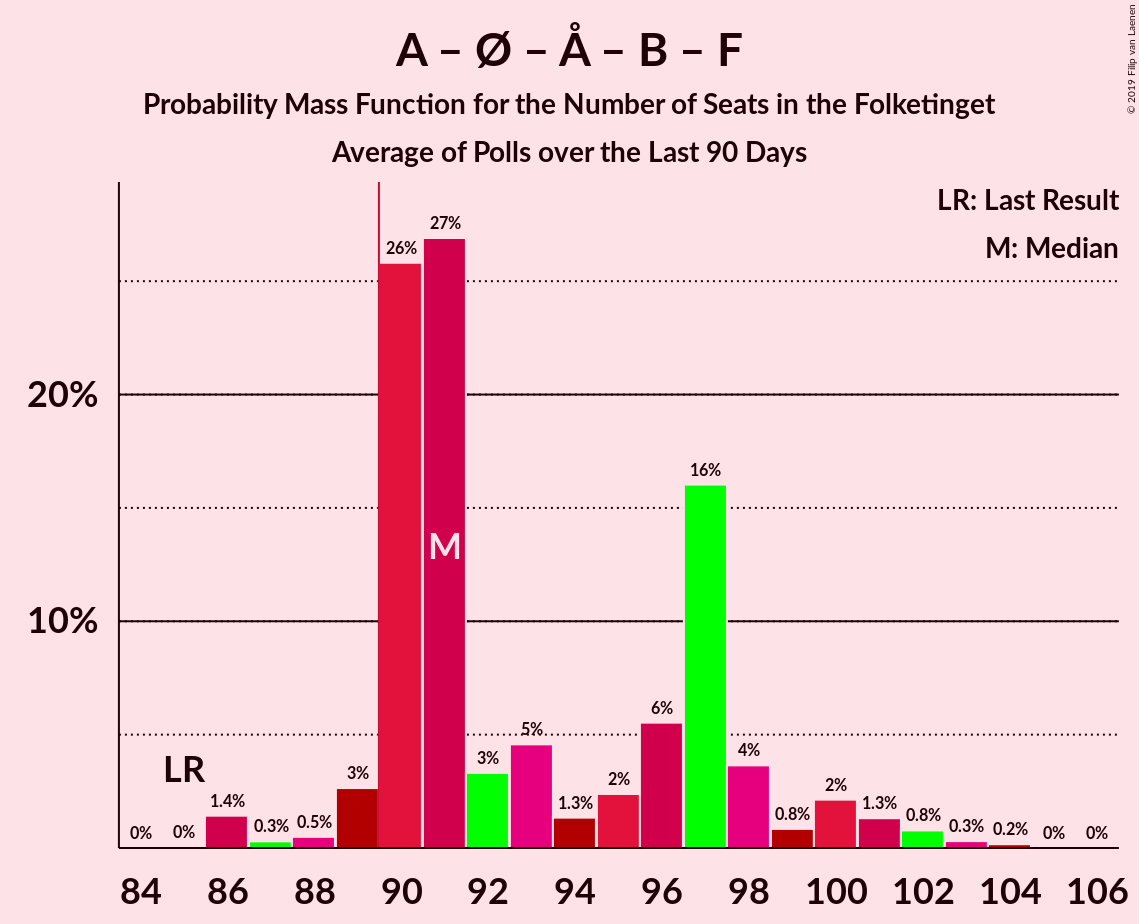 A – Ø – Å – B – F
Probability Mass Function for the Number of Seats in the Folketinget
Average of Polls over the Last 90 Days
© 2019 Filip van Laenen
LR: Last Result
M: Median
20%
10%
0%
0%
1.4%
0.3%
0.5%
3%
26%
27%
3%
5%
1.3%
2%
6%
16%
4%
0.8%
2%
1.3%
0.8%
0.3%
0.2%
0%
0%
LR
M
84 86 88 90 92 94 96 98 100 102 104 106